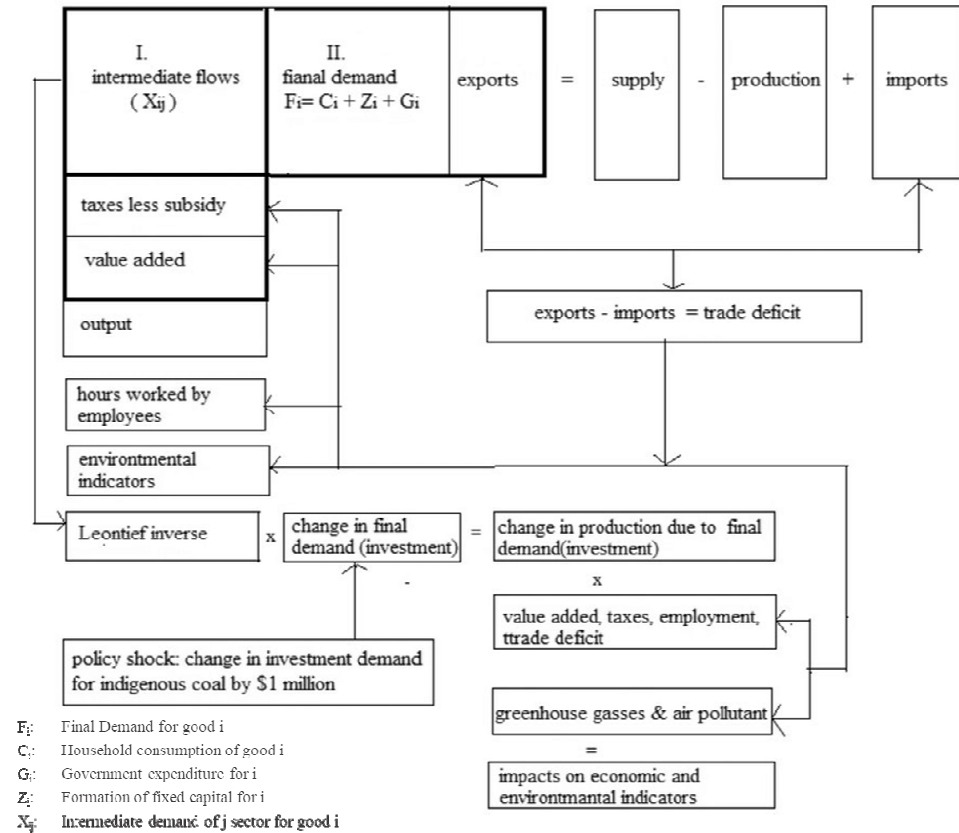 I.
intermediate flows
( Xij )
II.
fianal demand
Fi= Ci + Zi + Gi
exports
=
supply
-
production
+
imports
taxes less subsidy
value added
output
exports - imports = trade deficit
hours worked by
employees
environtmental
indicators
Leontief inverse
x
change in final
demand (investment)
=
change in production due to final
demand(investment)
-
x
value added, taxes, employment,
ttrade deficit
policy shock: change in investment demand
for indigenous coal by $1 million
greenhouse gasses & air pollutant
=
impacts on economic and
environtmantal indicators
Fi: Final Demand for good i
Ci: Household consumption of good i
Gi: Government expenditure for i
Zi: Formation of fixed capital for i
Xij: Intermediate demand of j sector for good i